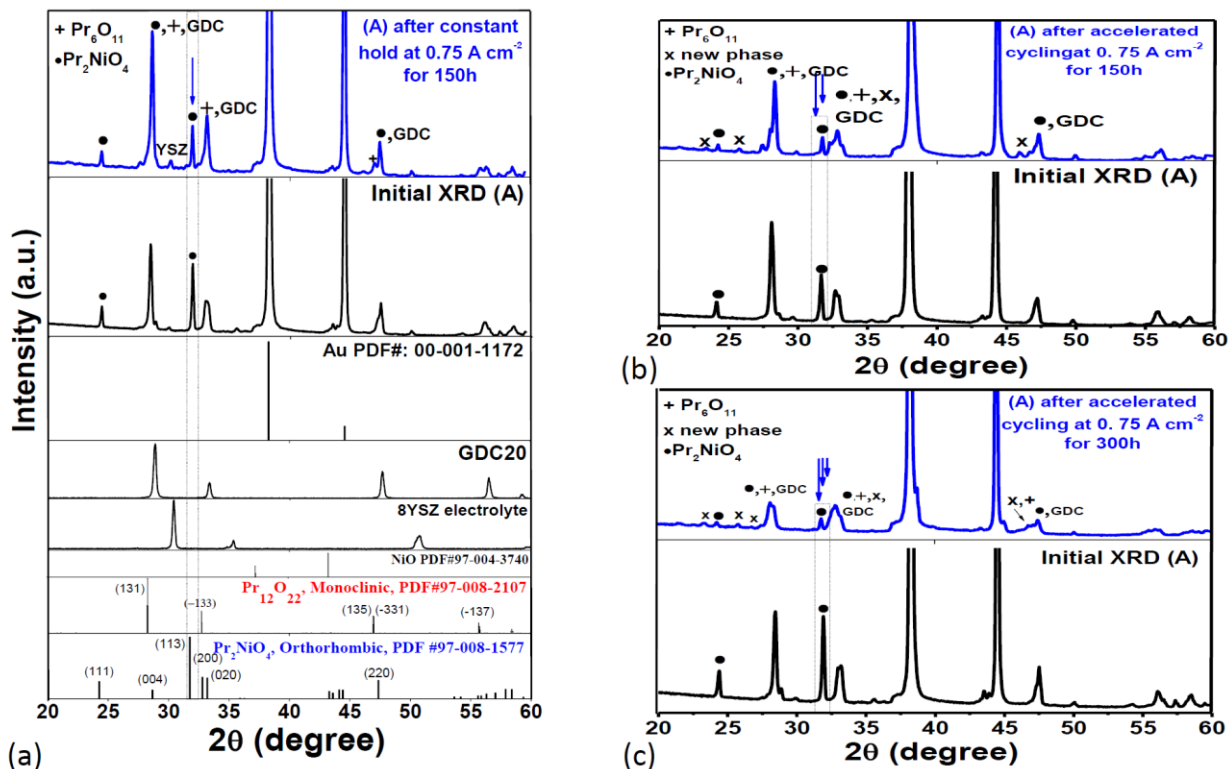 + Pr6O11
•Pr2NiO4
•,+,GDC
(A) after constant
hold at 0.75 A cm-2
for 150h
•
YSZ
•
+,GDC
•,GDC
+
Initial XRD (A)
•
•
Au PDF#: 00-001-1172
GDC20
8YSZ electrolyte
NiO PDF#97-004-3740
Pr12O22, Monoclinic, PDF#97-008-2107
(131)
(-133)
(135)
(-331)
(-137)
Pr2NiO4, Orthorhombic, PDF #97-008-1577
(113)
(200)
(111)
(004)
(020)
(220)
20 25 30 35 40 45 50 55 60
2θ (degree)
Intensity (a.u.)
(a)
+ Pr6O11
x new phase
•Pr2NiO4
•,+,GDC
(A) after accelerated
cyclingat 0. 75 A cm-2
for 150h
•.+,x,
GDC
•,GDC
x
•
x
•
x
Initial XRD (A)
•
•
20 25 30 35 40 45 50 55 60
2θ (degree)
(b)
+ Pr6O11
x new phase
•Pr2NiO4
(A) after accelerated
cycling at 0. 75 A cm-2
for 300h
•,+,GDC
•.+,x,
GDC
x,+
•,GDC
x
•
x
x
•
Initial XRD (A)
•
•
20 25 30 35 40 45 50 55 60
2θ (degree)
(c)